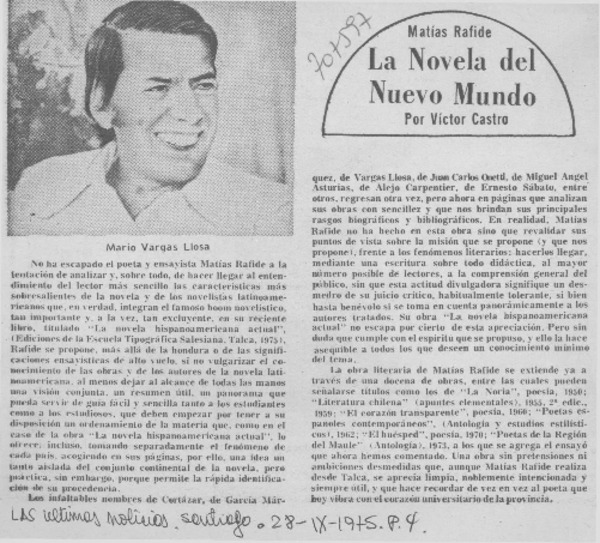 707597
Matías Rafide
La Novela del
Nuevo Mundo
Por Víctor Castro
Mario Vargas Llosa
No ha escapado el poeta y ensayista Matías Rafide a la
tentación de analizar y, sobre todo, de hacer llegar al enten-
dimiento del lector más sencillo las características más
sobresalientes de la novela y de los novelistas latinoame-
ricanos que, en verdad, integran el famoso boom novelístico,
tan importante y, a la vez, tan exclusyente, en su reciente
libro, titulado "La novela hispanoamericana actual",
(Ediciones de la Escuela Tipográfica Salesiana, Talca, 1975),
Rafide se propone, más allá de la hondura o de las signifi-
caciones ensayísticas de alto vuelo, si no vulgarizar el co-
nocimiento de las obras y de los autores de la novela lati-
noamericana, al menos dejar al alcance de todas las manos
una visión conjunta, un resumen útil, un panorama que
pueda servir de guía fácil y sencilla tanto a los estudiantes
como a los estudiosos, que deben empezar por tener a su
disposición un ordenamiento de la materia que, como en el
caso de la obra "La novela hispanoamericana actual", lo
ofrece: incluso, tomando separadamente el fenómeno de
cada país, acogiendo en sus páginas, por ello, una idea un
tanto aislada del conjunto continental de la novela, pero
práctica, sin embargo, porque permite la rápida identifica-
ción de su procedencia.
Los infaltables nombres de Cortázar, de García Már-
quez, de Vargas Llosa, de Juan Carlos Onetti, de Miguel Angel
Asturias, de Alejo Carpentier, de Ernesto Sábato, entre
otros, regresan otra vez, pero ahora en páginas que analizan
sus obras con sencillez y que nos brindan sus principales
rasgos biográficos y bibliográficos. En realidad, Matías
Rafide no ha hecho en esta obra sino que revalidar sus
puntos de vista sobre la misión que se propone (y que nos
propone), frente a los fenómenos literarios: hacerlos llegar,
mediante una escritura sobre todo didáctica, al mayor
número posible de lectores, a la comprensión general del
público, sin que esta actitud divulgadora signifique un des-
medro de su juicio crítico, habitualmente tolerante, si bien
hasta benévolo si se toma en cuenta panorámicamente a los
autores tratados. Su obra "La novela hispanoamericana
actual" no escapa por cierto de esta apreciación. Pero sin
duda que cumple con el espíritu que se propuso, y ello la hace
asequible a todos los que deseen un conocimiento mínimo
del tema.
La obra literaria de Matías Rafide se extiende ya a
través de una docena de obras, entre las cuales pueden
señalarse títulos como los de "La Noria", poesía, 1950;
"Literatura chilena" (apuntes elementales), 1955, 2ª edic.,
1959; "El corazón transparente", poesía, 1960; "Poetas es-
pañoles contemporáneos", (Antología y estudios estilísti-
cos), 1962; "El huésped", poesía, 1970; "Poetas de la Región
del Maule" (Antología), 1973, a los que se agrega el ensayo
que ahora hemos comentado. Una obra sin pretensiones ni
ambiciones desmedidas que, aunque Matías Rafide realiza
desde Talca, se aprecia limpia, noblemente intencionada y
siempre útil, y que hace recordar de vez en vez al poeta que
hoy vibra con el corazón universitario de la provincia.
LAS últimas noticias. Santiago. 28-IX-1975. P.4.